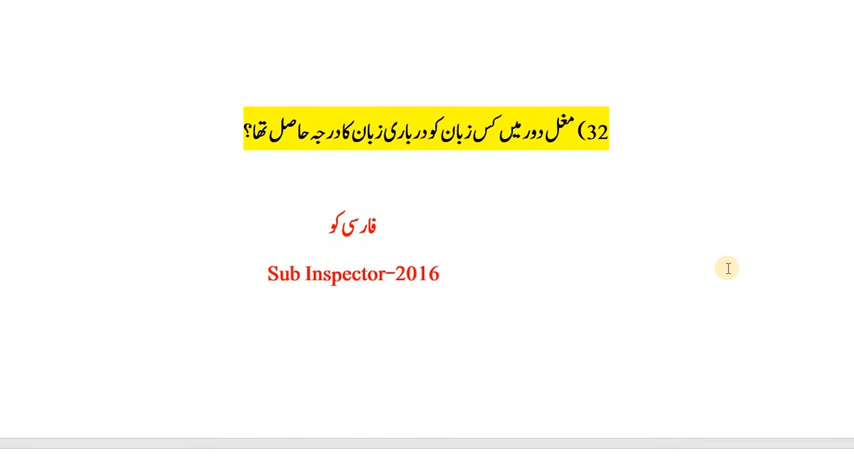 32) مغل دور میں کس زبان کو درباری زبان کا درجہ حاصل تھا؟
فارسی کو
Sub Inspector-2016